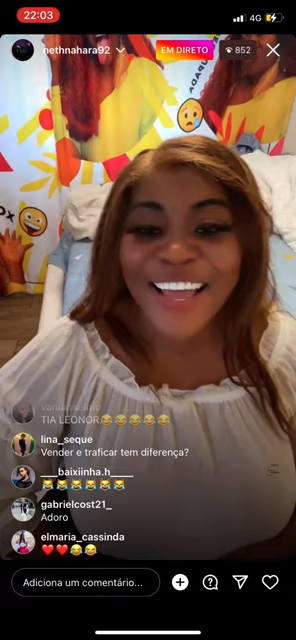 22:03
4G
nethnahara92
EM DIRETO
852
TIA LEONOR😂😂😂😂😂
lina_seque
Vender e traficar tem diferença?
___baixiinha.h____
😂😂😂😂😂😂
gabrielcost21_
Adoro
elmaria_cassinda
❤️❤️😂😂
Adiciona um comentário...